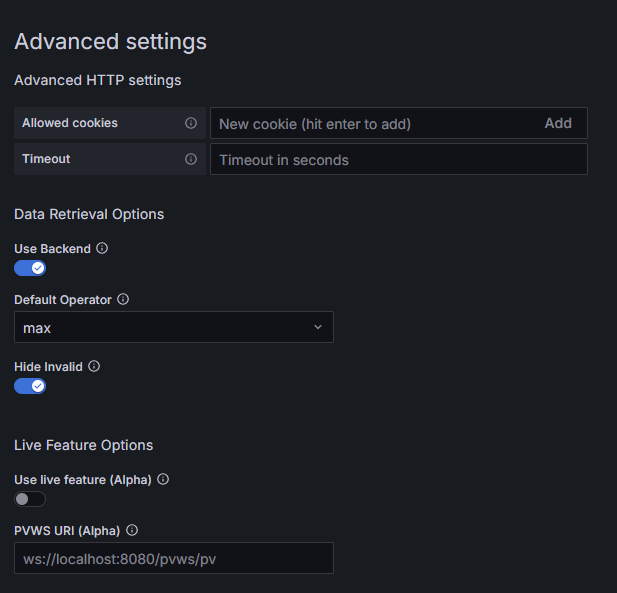 Advanced settings
Advanced HTTP settings
Allowed cookies
New cookie (hit enter to add) Add
Timeout
Timeout in seconds
Data Retrieval Options
Use Backend
Default Operator
max
Hide Invalid
Live Feature Options
Use live feature (Alpha)
PVWS URI (Alpha)
ws://localhost:8080/pvws/pv